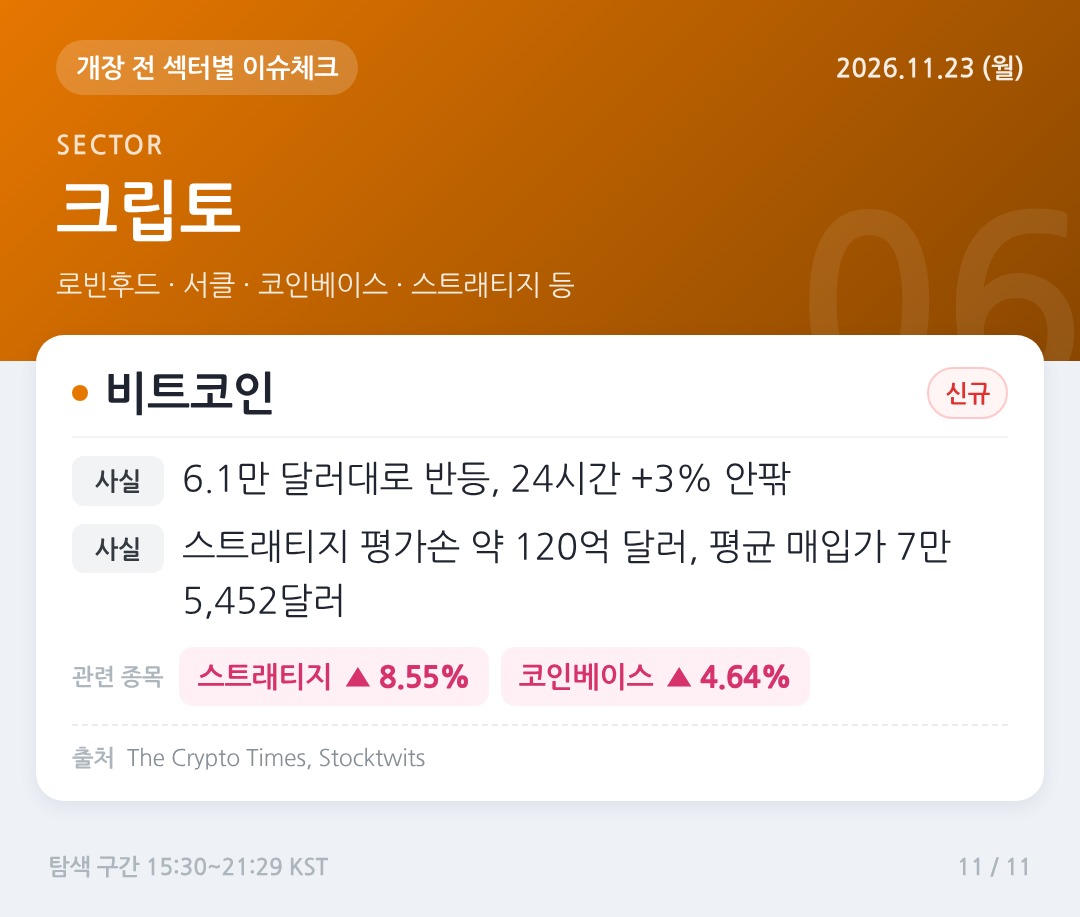 개장 전 섹터별 이슈체크
2026.11.23 (월)
SECTOR
크립토
로빈후드 · 서클 · 코인베이스 · 스트래티지 등
06
비트코인
신규
사실 6.1만 달러대로 반등, 24시간 +3% 안팎
사실 스트래티지 평가손 약 120억 달러, 평균 매입가 7만
5,452달러
관련 종목 스트래티지 ▲ 8.55% 코인베이스 ▲ 4.64%
출처 The Crypto Times, Stocktwits
탐색 구간 15:30~21:29 KST
11 / 11